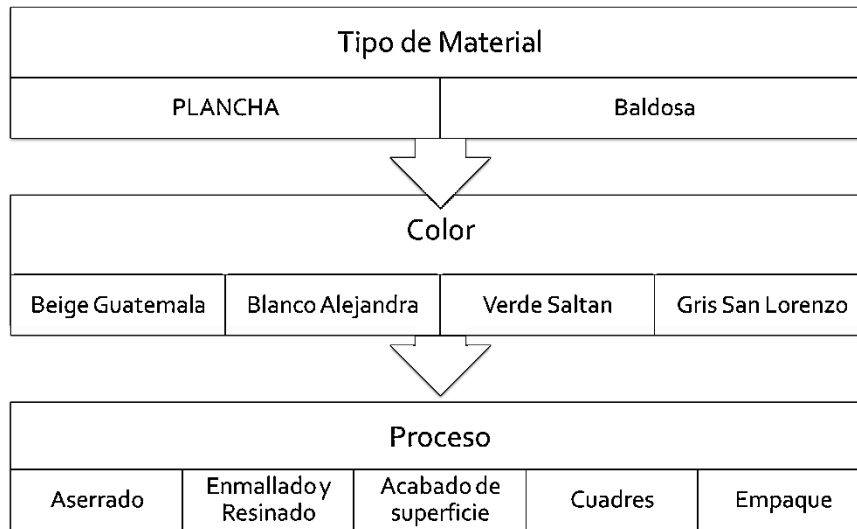 Tipo de Material
PLANCHA
Baldosa
Color
Beige Guatemala
Blanco Alejandra
Verde Saltan
Gris San Lorenzo
Proceso
Aserrado
Enmallado y
Resinado
Acabado de
superficie
Cuadres
Empaque